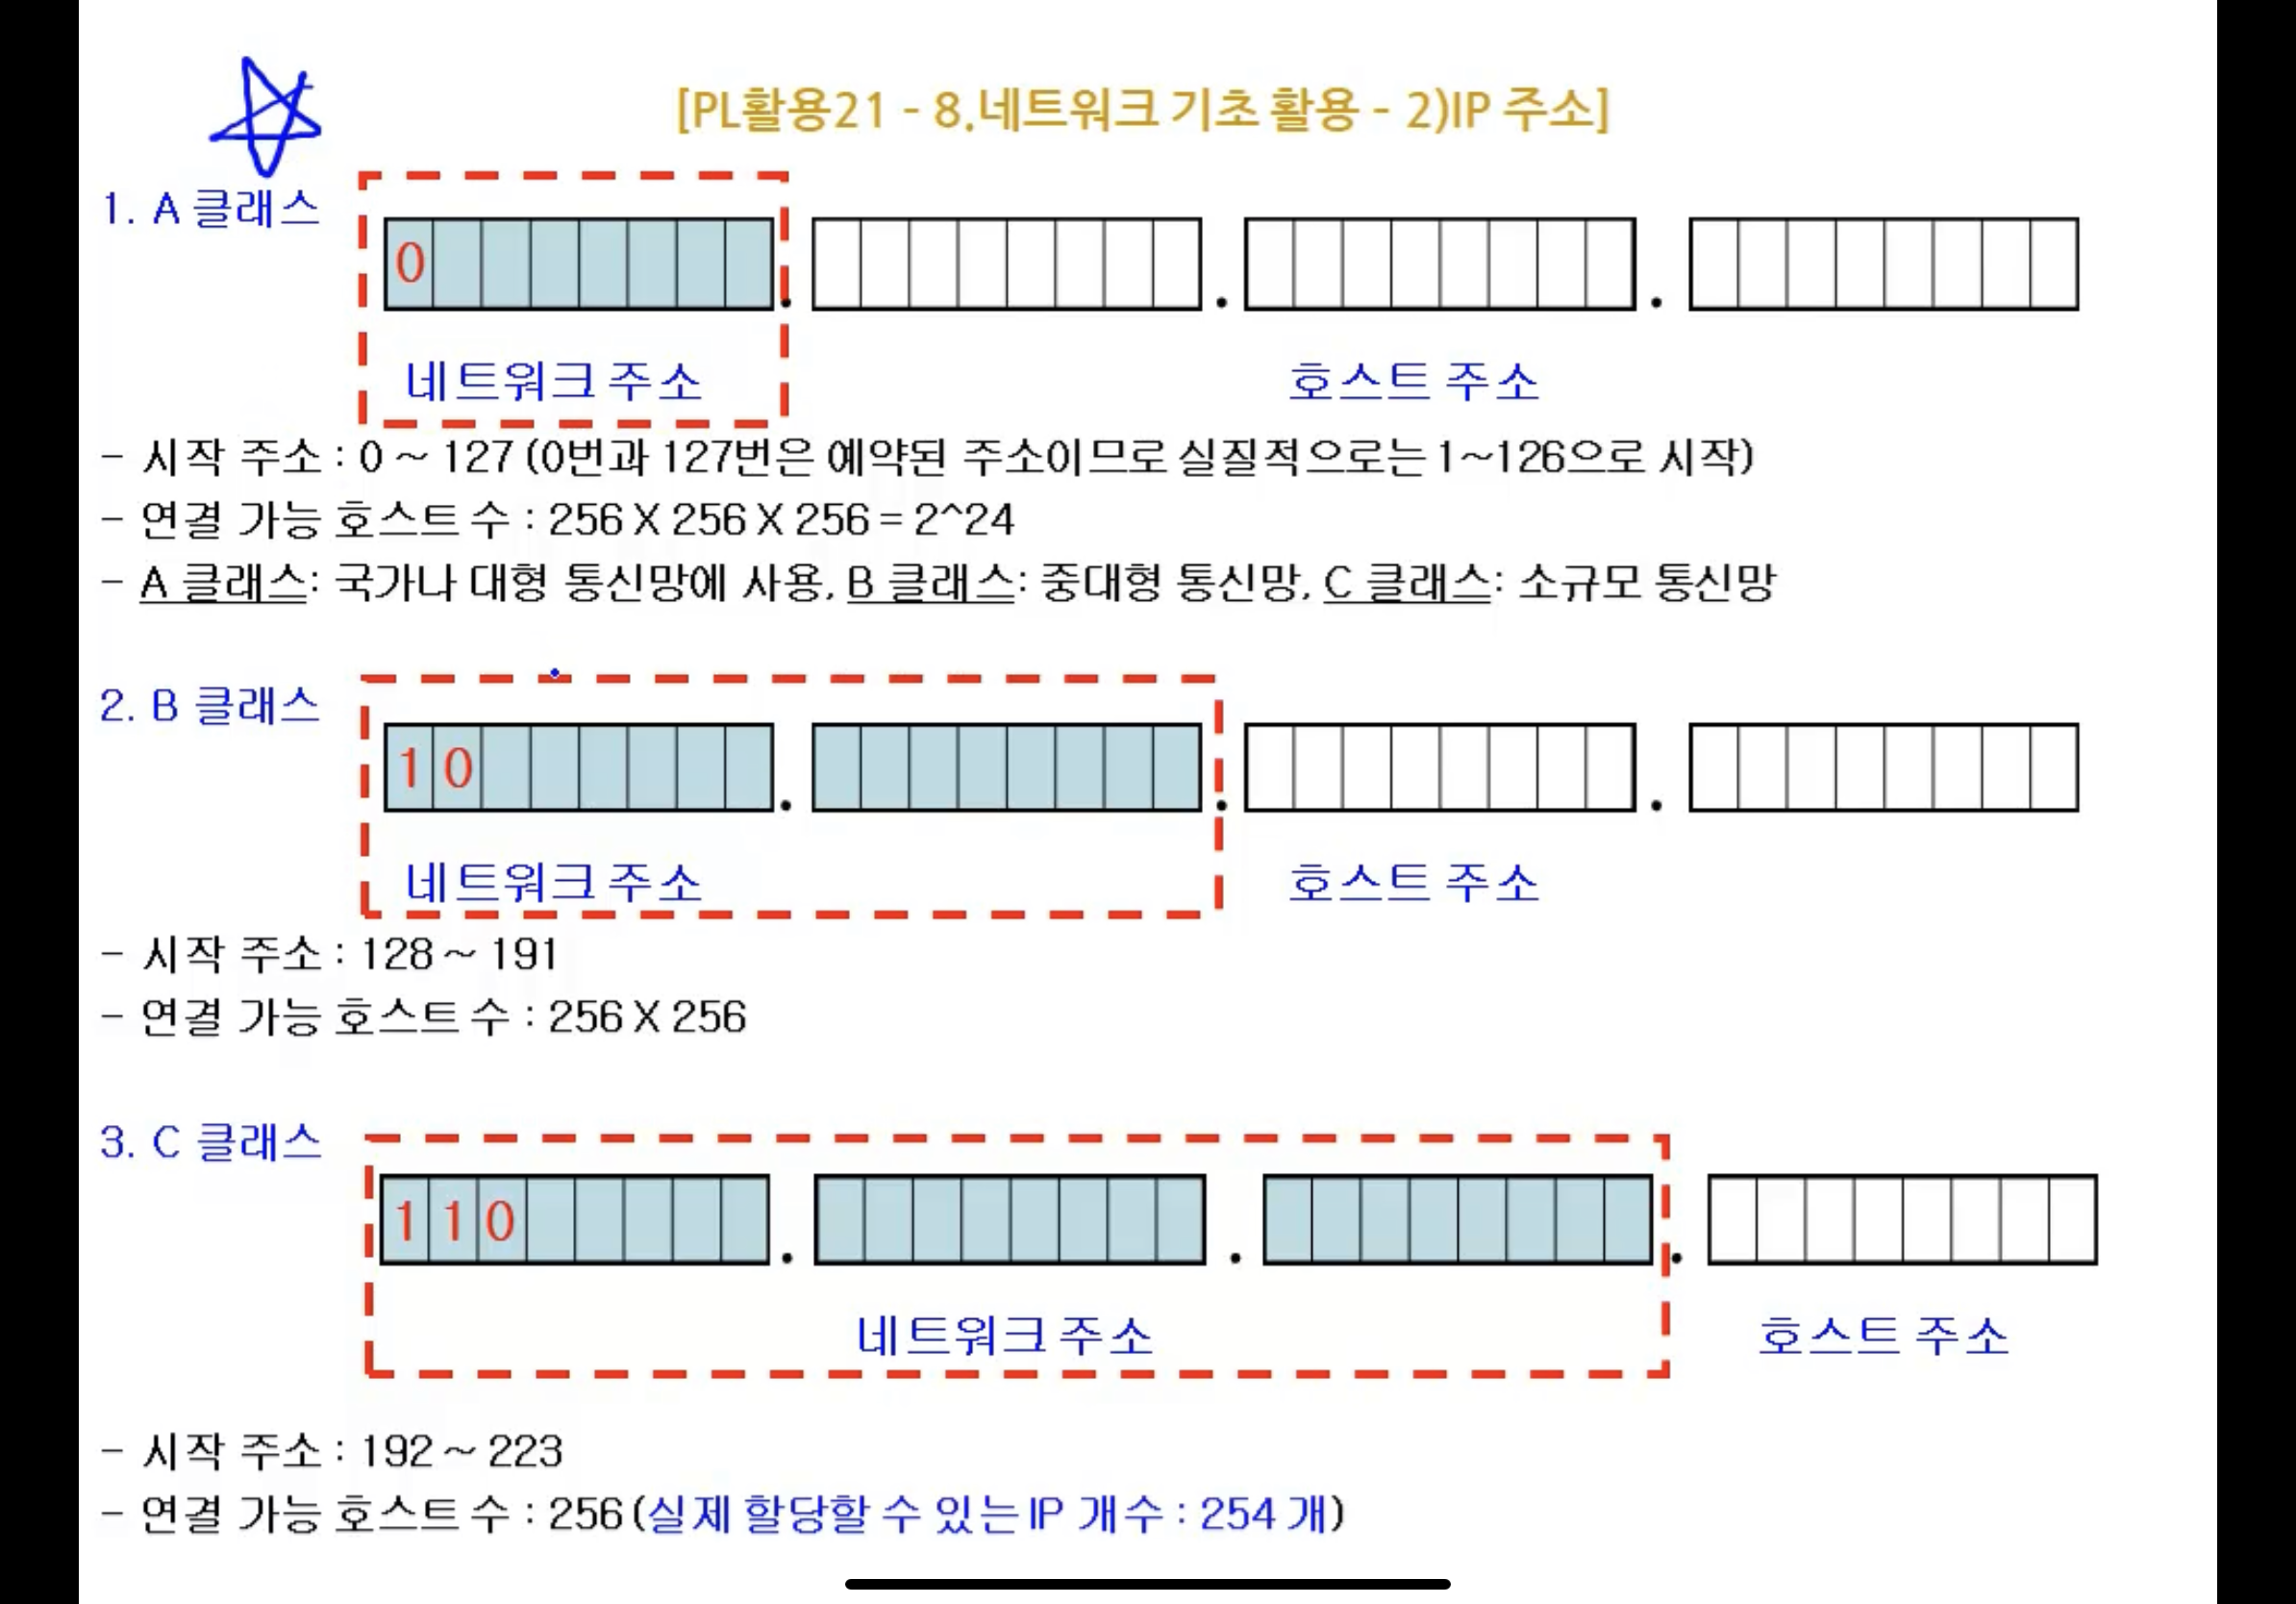 [PL활용21 - 8.네트워크 기초 활용 - 2)IP 주소]
1. A 클래스
0
네트워크 주소 호스트 주소
- 시작 주소 : 0 ~ 127 (0번과 127번은 예약된 주소이므로 실질적으로는 1~126으로 시작)
- 연결 가능 호스트 수 : 256 X 256 X 256 = 2^24
- A 클래스: 국가나 대형 통신망에 사용, B 클래스: 중대형 통신망, C 클래스: 소규모 통신망
2. B 클래스
1 0
네트워크 주소 호스트 주소
- 시작 주소 : 128 ~ 191
- 연결 가능 호스트 수 : 256 X 256
3. C 클래스
1 1 0
네트워크 주소 호스트 주소
- 시작 주소 : 192 ~ 223
- 연결 가능 호스트 수 : 256 (실제 할당할 수 있는 IP 개수 : 254 개)